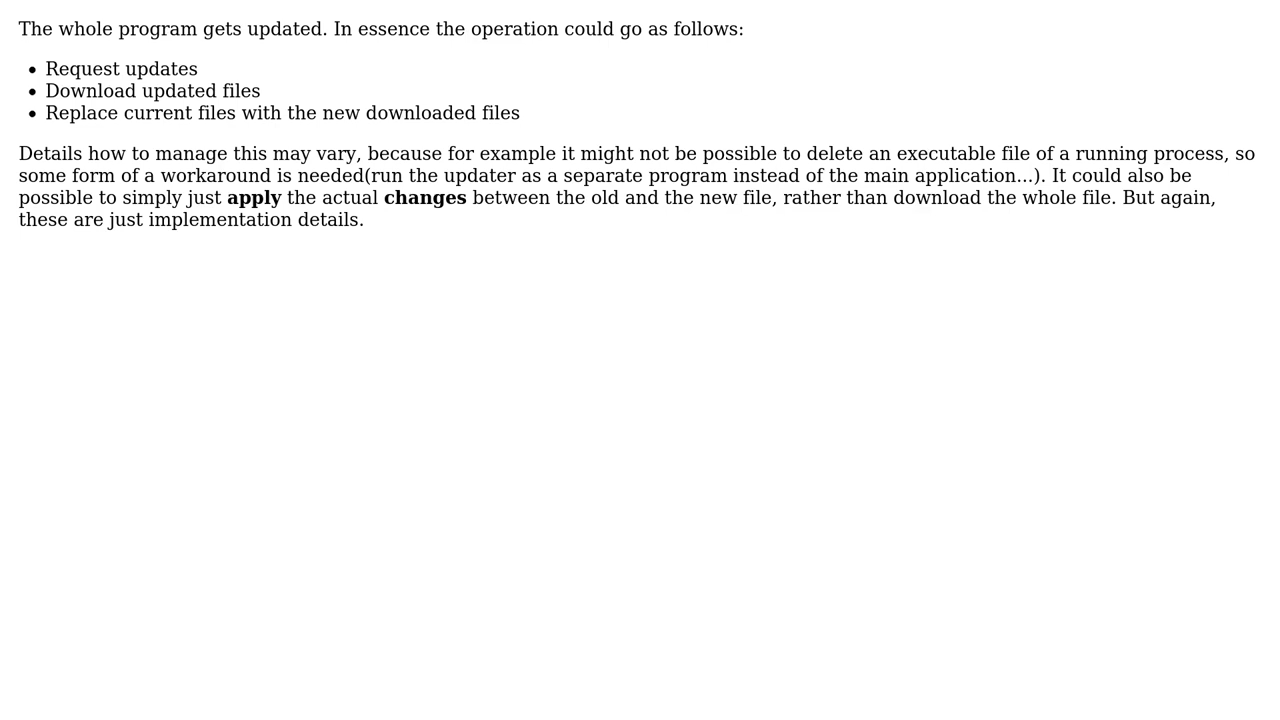 The whole program gets updated. In essence the operation could go as follows:
• Request updates
• Download updated files
• Replace current files with the new downloaded files
Details how to manage this may vary, because for example it might not be possible to delete an executable file of a running process, so
some form of a workaround is needed(run the updater as a separate program instead of the main application...). It could also be
possible to simply just apply the actual changes between the old and the new file, rather than download the whole file. But again,
these are just implementation details.